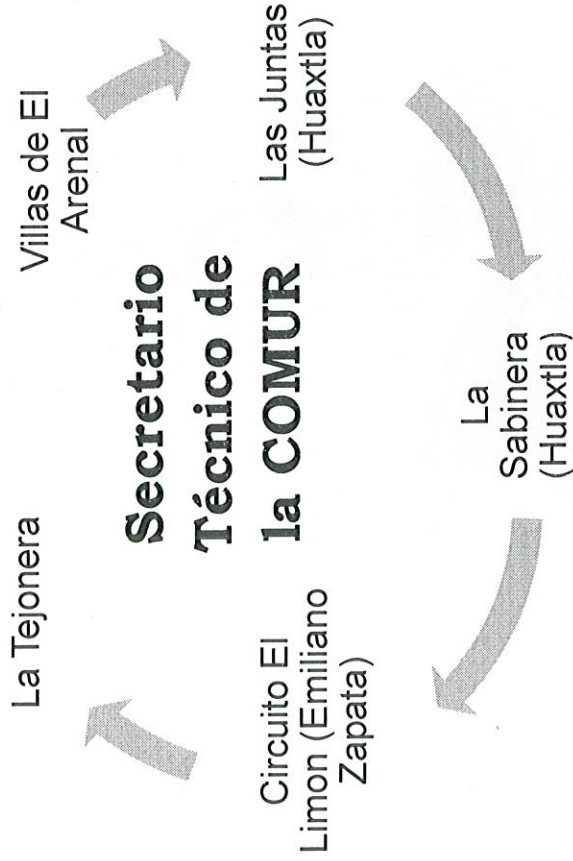 Secretario
Técnico de
la COMUR
Villas de El
Arenal
Las Juntas
(Huaxtla)
La
Sabinera
(Huaxtla)
Circuito El
Limon (Emiliano
Zapata)
La Tejonera